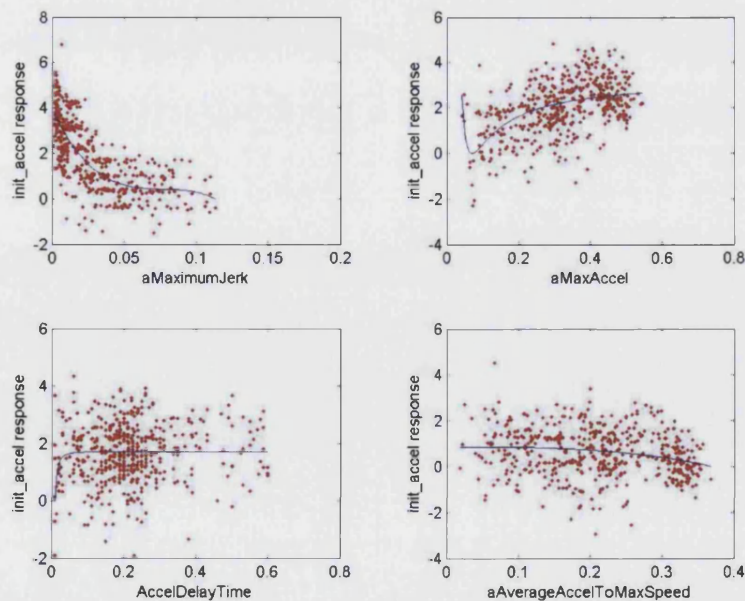 8
6
4
2
0
-2
init_accel response
0 0.05 0.1 0.15 0.2
aMaximumJerk
6
4
2
0
-2
-4
init_accel response
0 0.2 0.4 0.6 0.8
aMaxAccel
6
4
2
0
-2
init_accel response
0 0.2 0.4 0.6 0.8
AccelDelayTime
6
4
2
0
-2
-4
init_accel response
0 0.1 0.2 0.3 0.4
aAverageAccelToMaxSpeed